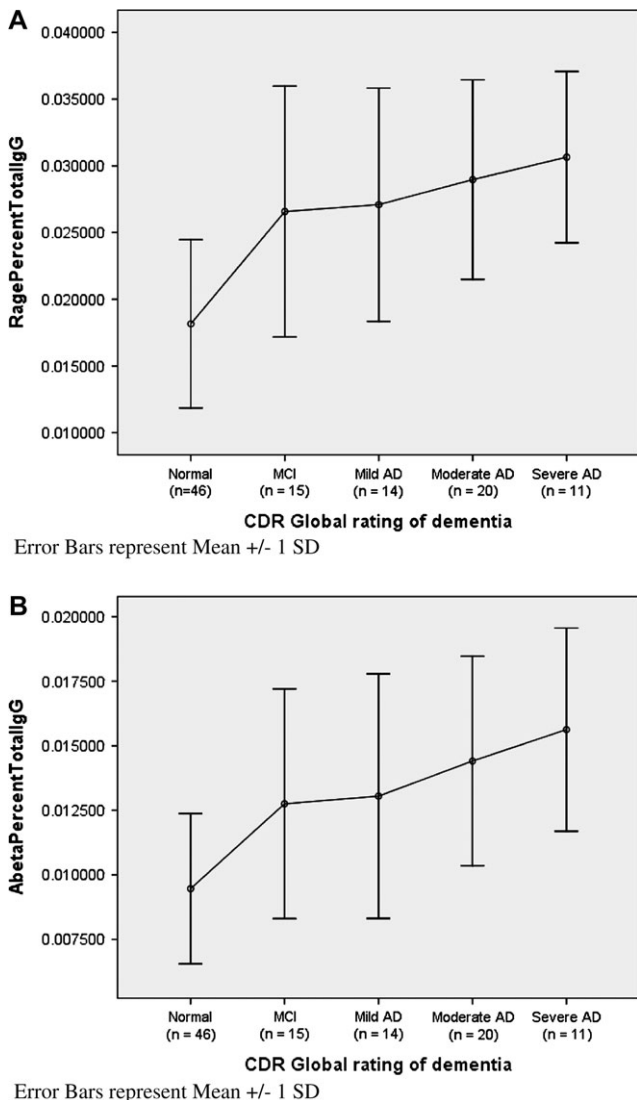 A
0.040000
0.035000
0.030000
0.025000
0.020000
0.015000
0.010000
RagePercentTotalIgG
Normal MCI Mild AD Moderate AD Severe AD
(n=46) (n = 15) (n = 14) (n = 20) (n = 11)
CDR Global rating of dementia
Error Bars represent Mean +/- 1 SD
B
0.020000
0.017500
0.015000
0.012500
0.010000
0.007500
AbetaPercentTotalIgG
Normal MCI Mild AD Moderate AD Severe AD
(n = 46) (n = 15) (n = 14) (n = 20) (n = 11)
CDR Global rating of dementia
Error Bars represent Mean +/- 1 SD